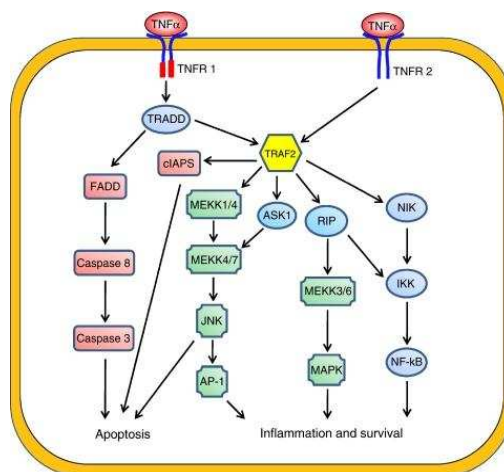 TNFα
TNFα
TNFR 1
TNFR 2
TRADD
TRAF2
cIAPS
FADD
MEKK1/4
ASK1
RIP
NIK
Caspase 8
MEKK4/7
MEKK3/6
IKK
Caspase 3
JNK
AP-1
MAPK
NF-kB
Apoptosis
Inflammation and survival